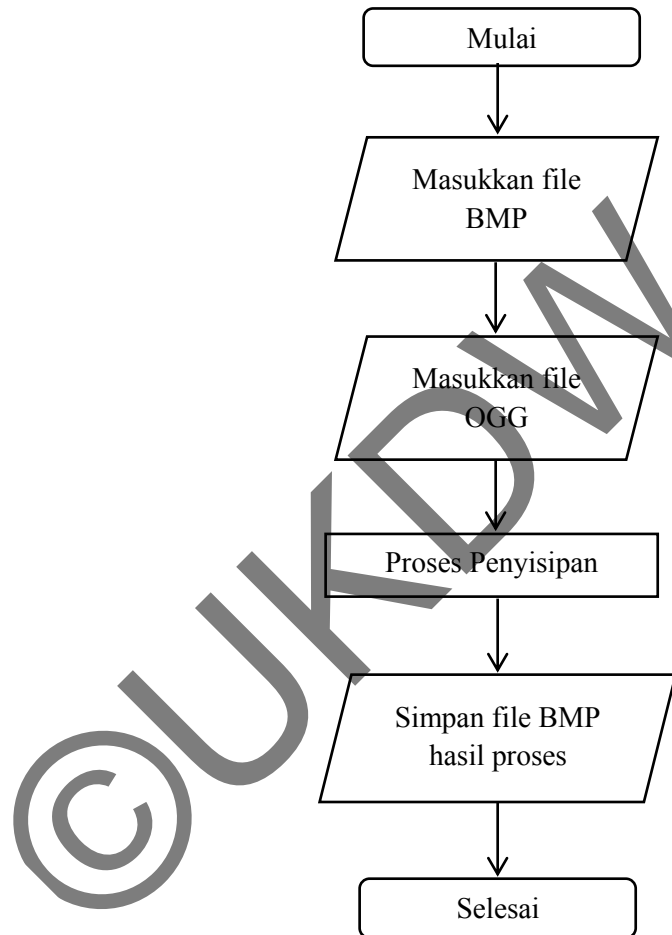 Mulai
Masukkan file
BMP
Masukkan file
OGG
Proses Penyisipan
Simpan file BMP
hasil proses
Selesai
©UKDW